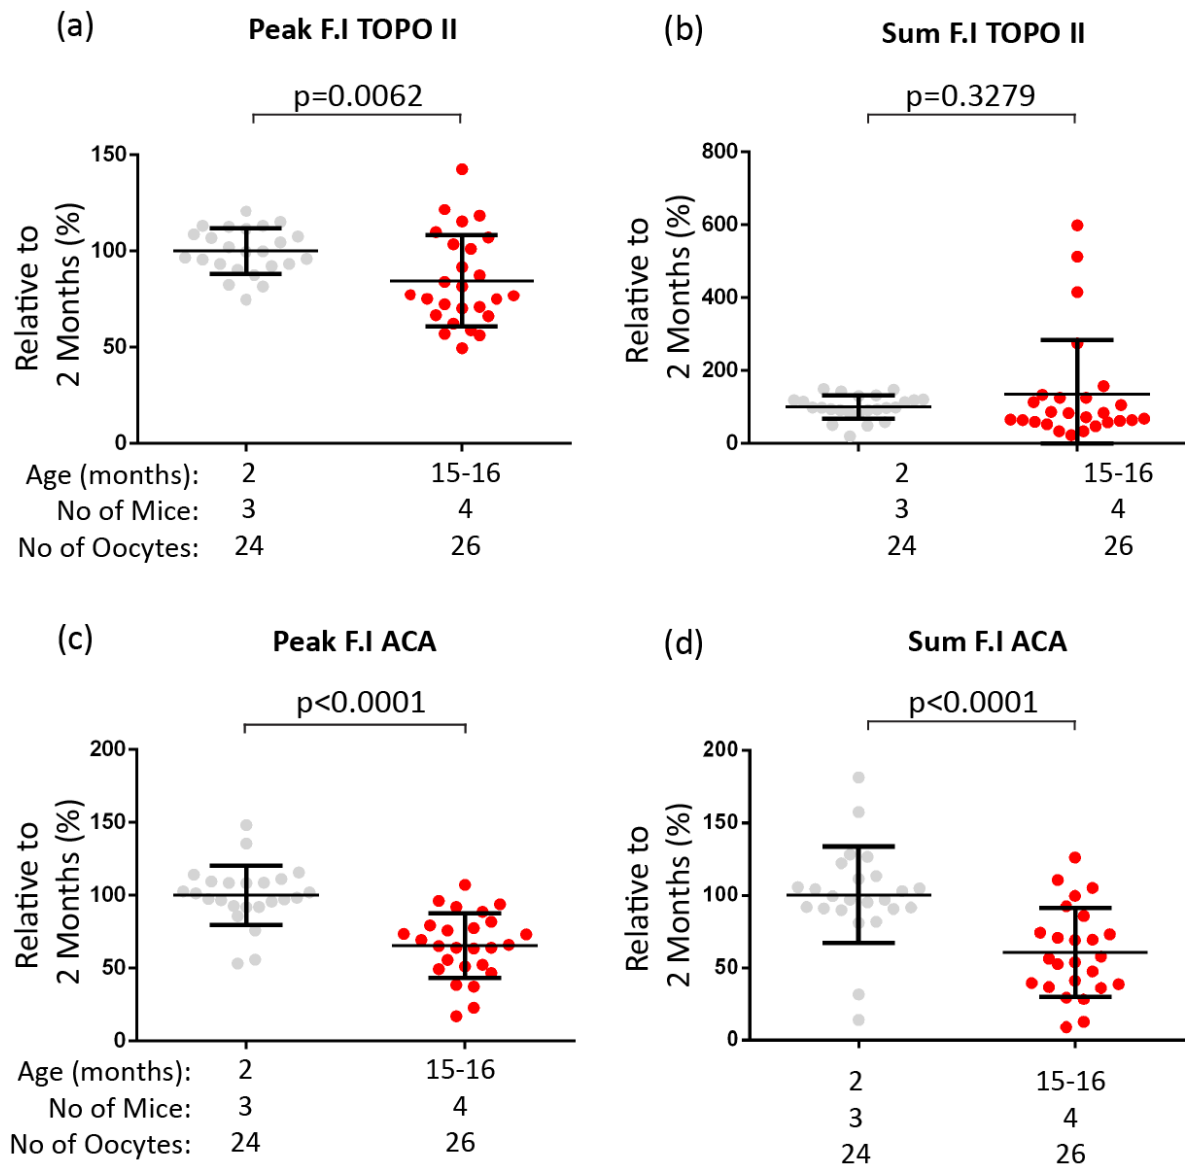 (a)
Peak F.I TOPO II
p=0.0062
Relative to
2 Months (%)
150
100
50
0
Age (months): 2 15-16
No of Mice: 3 4
No of Oocytes: 24 26
(b)
Sum F.I TOPO II
p=0.3279
Relative to
2 Months (%)
800
600
400
200
0
2 15-16
3 4
24 26
(c)
Peak F.I ACA
p<0.0001
Relative to
2 Months (%)
200
150
100
50
0
Age (months): 2 15-16
No of Mice: 3 4
No of Oocytes: 24 26
(d)
Sum F.I ACA
p<0.0001
Relative to
2 Months (%)
200
150
100
50
0
2 15-16
3 4
24 26